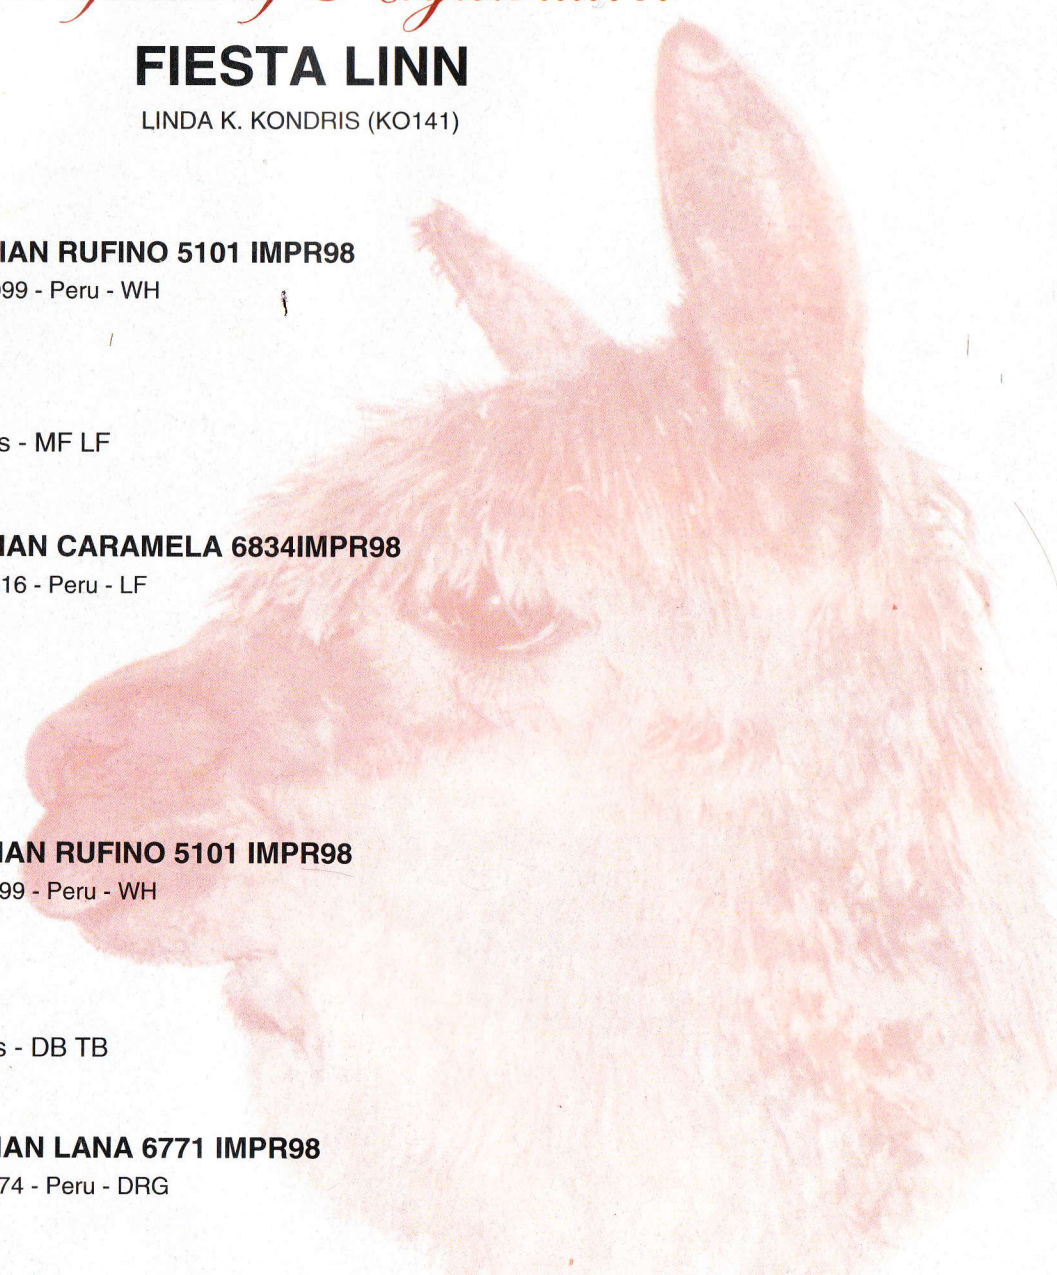 FIESTA LINN
LINDA K. KONDRIS (KO141)
IAN RUFINO 5101 IMPR98
99 - Peru - WH
s - MF LF
IAN CARAMELA 6834IMPR98
16 - Peru - LF
IAN RUFINO 5101 IMPR98
99 - Peru - WH
s - DB TB
IAN LANA 6771 IMPR98
74 - Peru - DRG